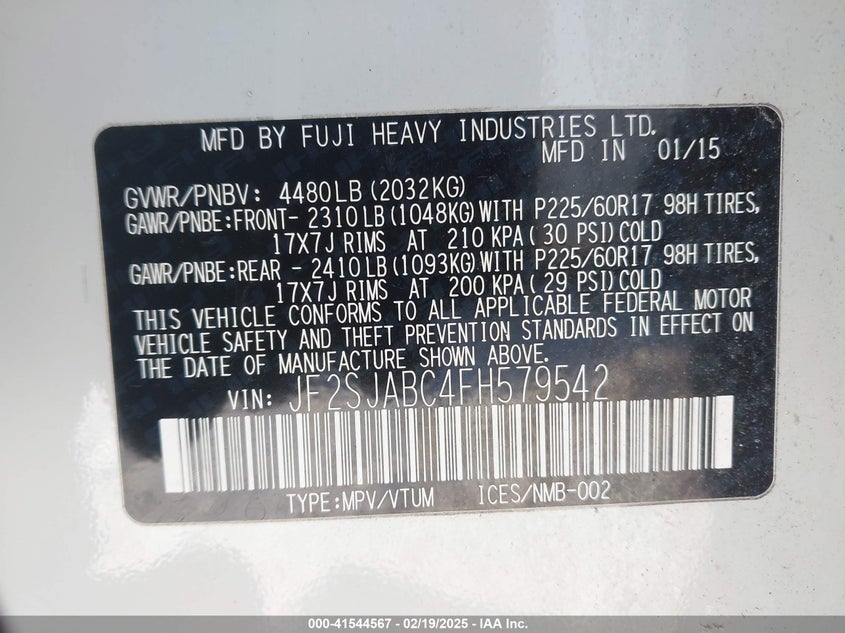 MFD BY FUJI HEAVY INDUSTRIES LTD.
MFD IN 01/15
GVWR/PNBV: 4480LB (2032KG)
GAWR/PNBE:FRONT- 2310LB (1048KG) WITH P225/60R17 98H TIRES,
17X7J RIMS AT 210 KPA ( 30 PSI) COLD
GAWR/PNBE:REAR - 2410LB (1093KG) WITH P225/60R17 98H TIRES,
17X7J RIMS AT 200 KPA ( 29 PSI) COLD
THIS VEHICLE CONFORMS TO ALL APPLICABLE FEDERAL MOTOR
VEHICLE SAFETY AND THEFT PREVENTION STANDARDS IN EFFECT ON
THE DATE OF MANUFACTURE SHOWN ABOVE.
VIN: JF2SJABC4FH579542
TYPE:MPV/VTUM ICES/NMB-002
000-41544567 - 02/19/2025 - IAA Inc.